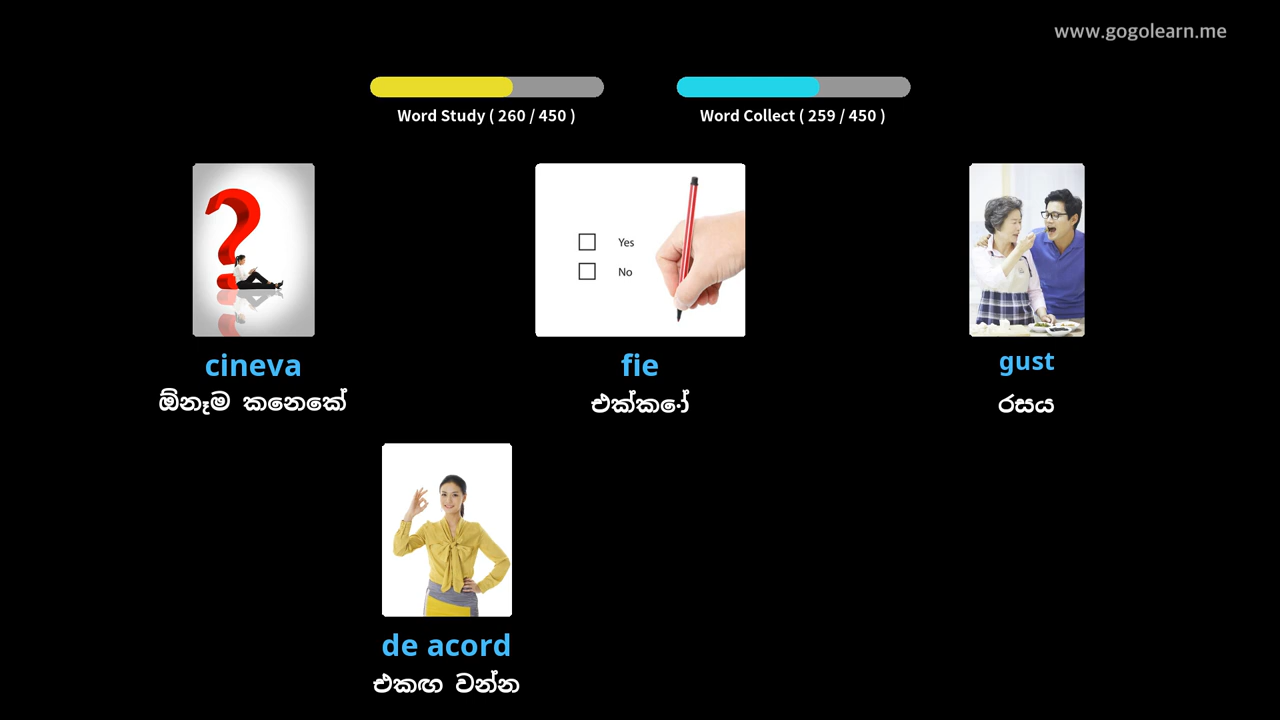 www.gogolearn.me
Word Study ( 260 / 450 )
Word Collect ( 259 / 450 )
Yes
No
cineva
ඕනෑම කනෙකේ
fie
එක්කෝ
gust
රසය
de acord
එකඟ වන්න